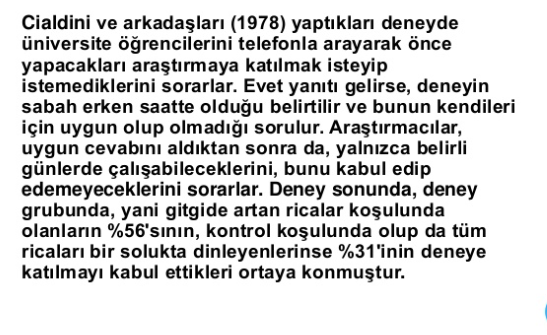 Cialdini ve arkadaşları (1978) yaptıkları deneyde
üniversite öğrencilerini telefonla arayarak önce
yapacakları araştırmaya katılmak isteyip
istemediklerini sorarlar. Evet yanıtı gelirse, deneyin
sabah erken saatte olduğu belirtilir ve bunun kendileri
için uygun olup olmadığı sorulur. Araştırmacılar,
uygun cevabını aldıktan sonra da, yalnızca belirli
günlerde çalışabileceklerini, bunu kabul edip
edemeyeceklerini sorarlar. Deney sonunda, deney
grubunda, yani gitgide artan ricalar koşulunda
olanların %56'sının, kontrol koşulunda olup da tüm
ricaları bir solukta dinleyenlerinse %31'inin deneye
katılmayı kabul ettikleri ortaya konmuştur.